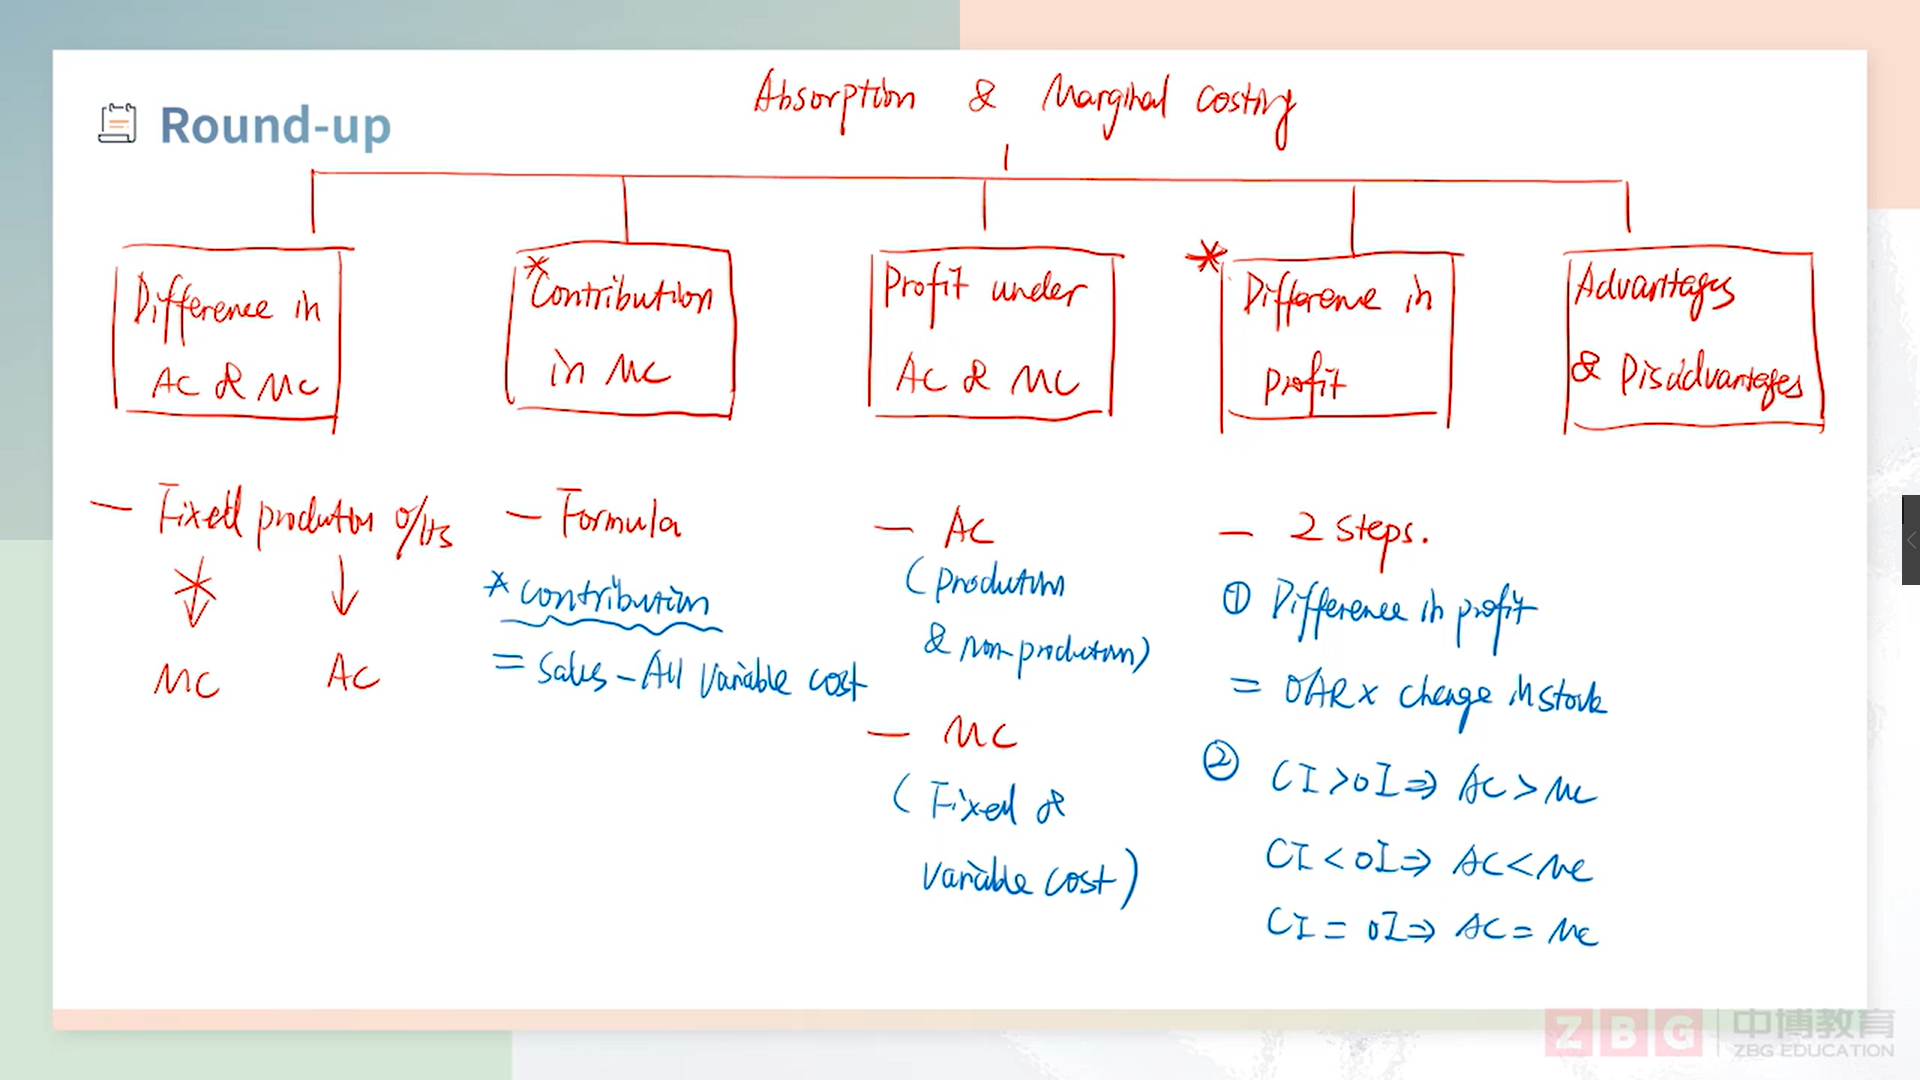 Absorption & Marginal costing
Round-up
Difference in
AC & MC
*Contribution
in MC
Profit under
AC & MC
* Difference in
profit
Advantages
& Disadvantages
— Fixed production o/hs
MC AC
— Formula
* contribution
= Sales - All variable cost
— AC
(production
& non-production)
— MC
(Fixed &
variable cost)
— 2 steps.
① Difference in profit
= OAR x change in stock
② CI > OI ⇒ AC > MC
CI < OI ⇒ AC < MC
CI = OI ⇒ AC = MC
ZBG 中博教育
ZBG EDUCATION